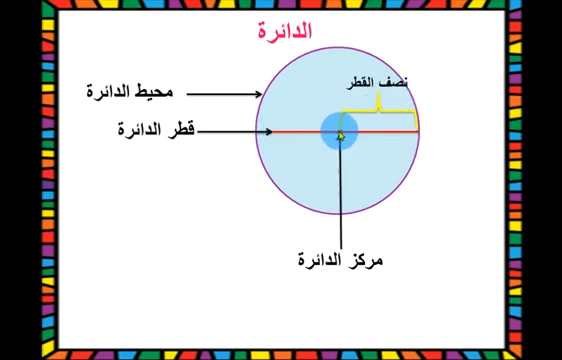 الدائرة
نصف القطر
محيط الدائرة
قطر الدائرة
مركز الدائرة